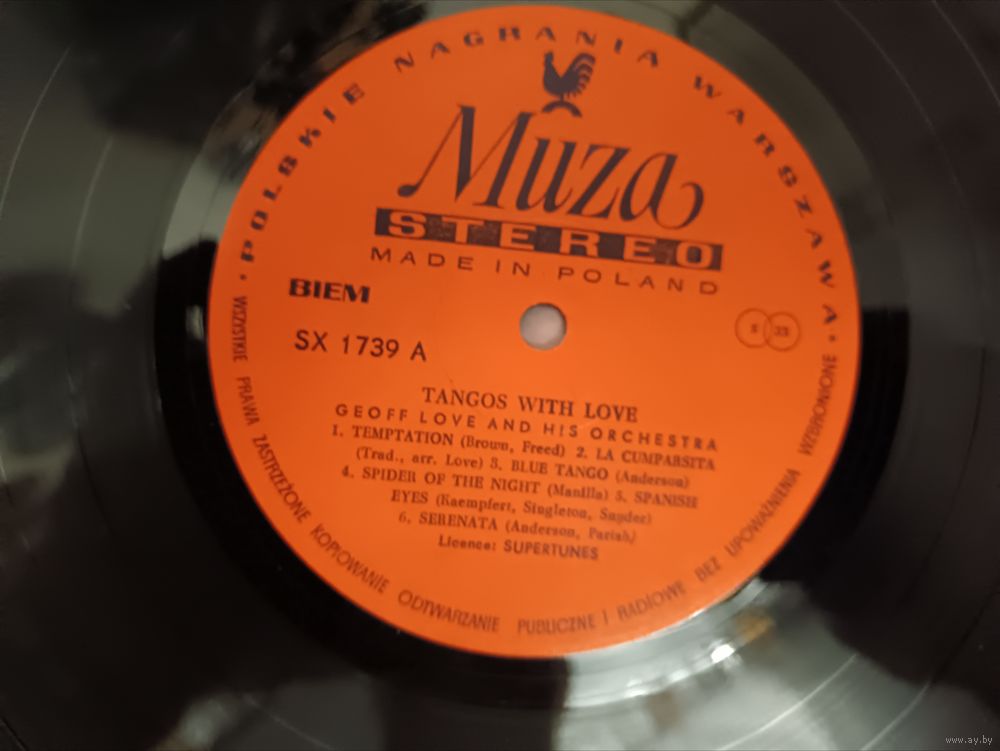 POLSKIE NAGRANIA WARSZAWA
Muza
STEREO
MADE IN POLAND
BIEM
SX 1739 A
S 33
TANGOS WITH LOVE
GEOFF LOVE AND HIS ORCHESTRA
1. TEMPTATION (Brown, Freed) 2. LA CUMPARSITA
(Trad., arr. Love) 3. BLUE TANGO (Anderson)
4. SPIDER OF THE NIGHT (Manilla) 5. SPANISH
EYES (Kaempfert, Singleton, Snyder)
6. SERENATA (Anderson, Parish)
Licence: SUPERTUNES
WSZYSTKIE PRAWA ZASTRZEŻONE KOPIOWANIE ODTWARZANIE PUBLICZNE I RADIOWE BEZ UPOWAŻNIENIA WZBRONIONE
www.ay.by